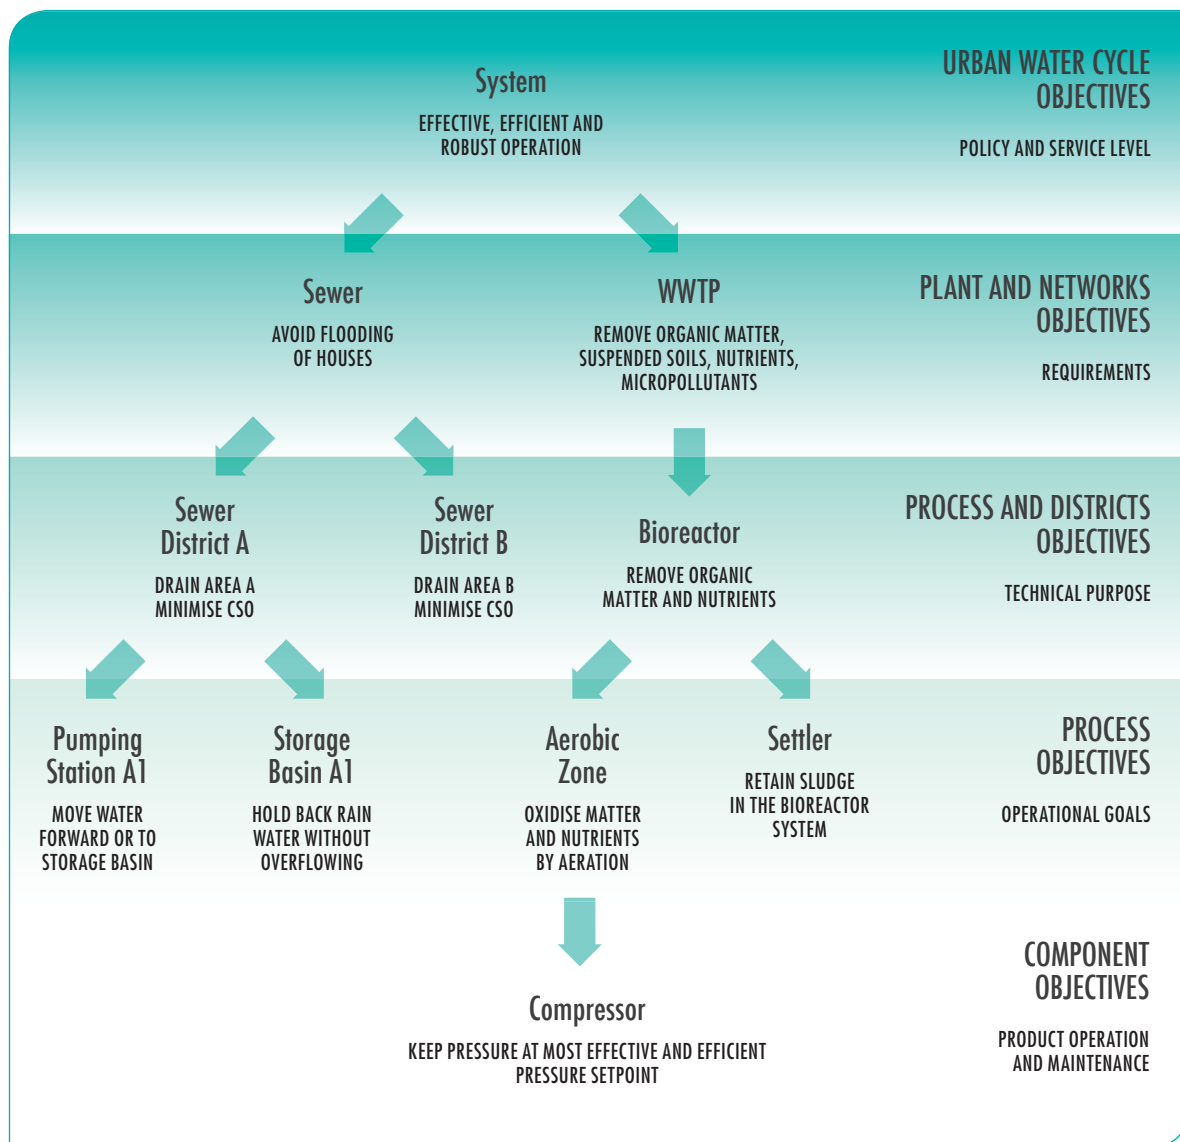 System
EFFECTIVE, EFFICIENT AND
ROBUST OPERATION
URBAN WATER CYCLE
OBJECTIVES
POLICY AND SERVICE LEVEL
Sewer
AVOID FLOODING
OF HOUSES
WWTP
REMOVE ORGANIC MATTER,
SUSPENDED SOILS, NUTRIENTS,
MICROPOLLUTANTS
PLANT AND NETWORKS
OBJECTIVES
REQUIREMENTS
Sewer
District A
DRAIN AREA A
MINIMISE CSO
Sewer
District B
DRAIN AREA B
MINIMISE CSO
Bioreactor
REMOVE ORGANIC
MATTER AND NUTRIENTS
PROCESS AND DISTRICTS
OBJECTIVES
TECHNICAL PURPOSE
Pumping
Station A1
MOVE WATER
FORWARD OR TO
STORAGE BASIN
Storage
Basin A1
HOLD BACK RAIN
WATER WITHOUT
OVERFLOWING
Aerobic
Zone
OXIDISE MATTER
AND NUTRIENTS
BY AERATION
Settler
RETAIN SLUDGE
IN THE BIOREACTOR
SYSTEM
PROCESS
OBJECTIVES
OPERATIONAL GOALS
Compressor
KEEP PRESSURE AT MOST EFFECTIVE AND EFFICIENT
PRESSURE SETPOINT
COMPONENT
OBJECTIVES
PRODUCT OPERATION
AND MAINTENANCE